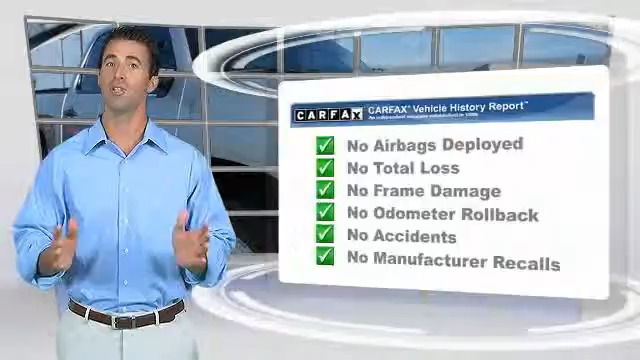 CARFAX CARFAX Vehicle History Report™
No Airbags Deployed
No Total Loss
No Frame Damage
No Odometer Rollback
No Accidents
No Manufacturer Recalls